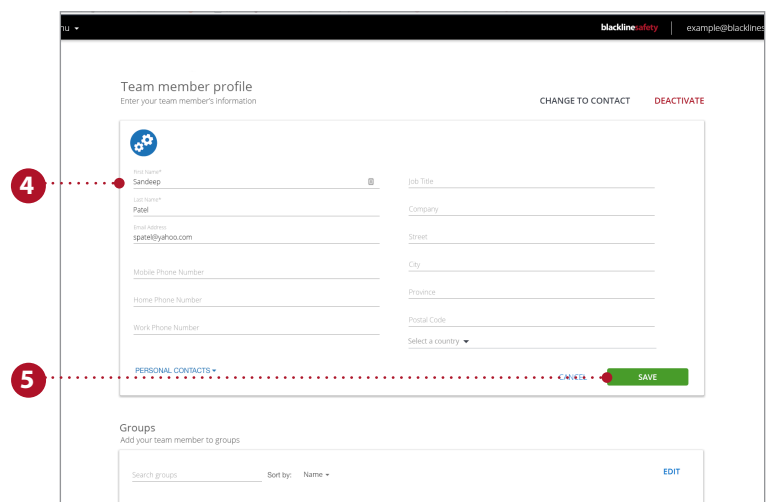 nu
blacklinesafety
example@blacklines
Team member profile
Enter your team member's information
CHANGE TO CONTACT
DEACTIVATE
4
First Name*
Sandeep
Last Name*
Patel
Email Address
spatel@yahoo.com
Mobile Phone Number
Home Phone Number
Work Phone Number
Job Title
Company
Street
City
Province
Postal Code
Select a country
5
PERSONAL CONTACTS
CANCEL
SAVE
Groups
Add your team member to groups
Search groups
Sort by: Name
EDIT